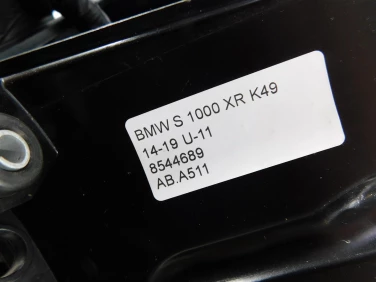 BMW S 1000 XR K49
14-19 U-11
8544689
AB.A511